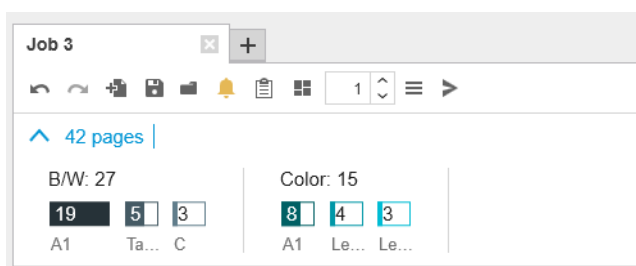 Job 3
1
42 pages
B/W: 27 Color: 15
19 5 3 8 4 3
A1 Ta... C A1 Le... Le...